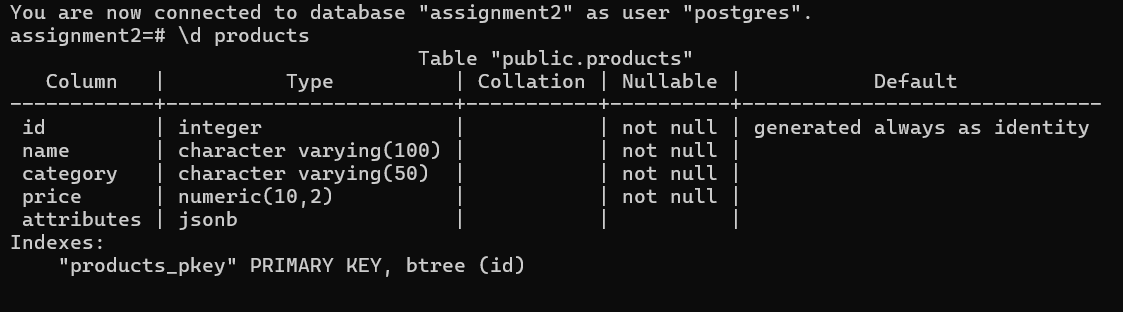 You are now connected to database "assignment2" as user "postgres".
assignment2=# \d products
                                  Table "public.products"
   Column   |          Type          | Collation | Nullable |           Default
------------+------------------------+-----------+----------+------------------------------
 id         | integer                |           | not null | generated always as identity
 name       | character varying(100) |           | not null |
 category   | character varying(50)  |           | not null |
 price      | numeric(10,2)          |           | not null |
 attributes | jsonb                  |           |          |
Indexes:
    "products_pkey" PRIMARY KEY, btree (id)